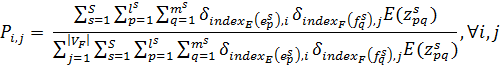 P_{i,j} = \frac{\sum_{s=1}^{S} \sum_{p=1}^{l^s} \sum_{q=1}^{m^s} \delta_{index_E(e_p^s),i} \delta_{index_F(f_q^s),j} E(z_{pq}^s)}{\sum_{j=1}^{|V_F|} \sum_{s=1}^{S} \sum_{p=1}^{l^s} \sum_{q=1}^{m^s} \delta_{index_E(e_p^s),i} \delta_{index_F(f_q^s),j} E(z_{pq}^s)}, \forall i,j